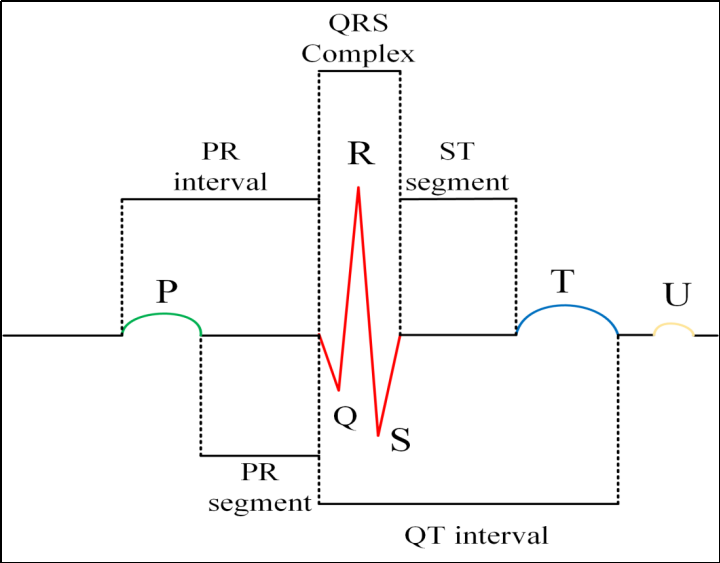 QRS
Complex
PR
interval
R
ST
segment
P
T
U
Q
S
PR
segment
QT interval